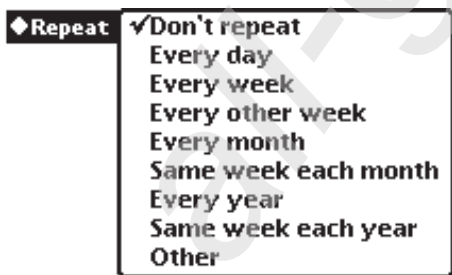 ◆Repeat ✓Don't repeat
Every day
Every week
Every other week
Every month
Same week each month
Every year
Same week each year
Other